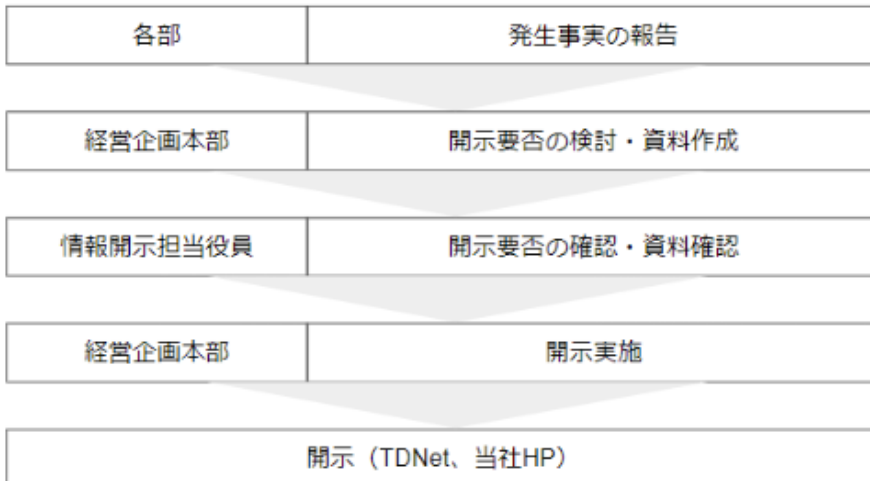 各部 発生事実の報告
経営企画本部 開示要否の検討・資料作成
情報開示担当役員 開示要否の確認・資料確認
経営企画本部 開示実施
開示（TDNet、当社HP）